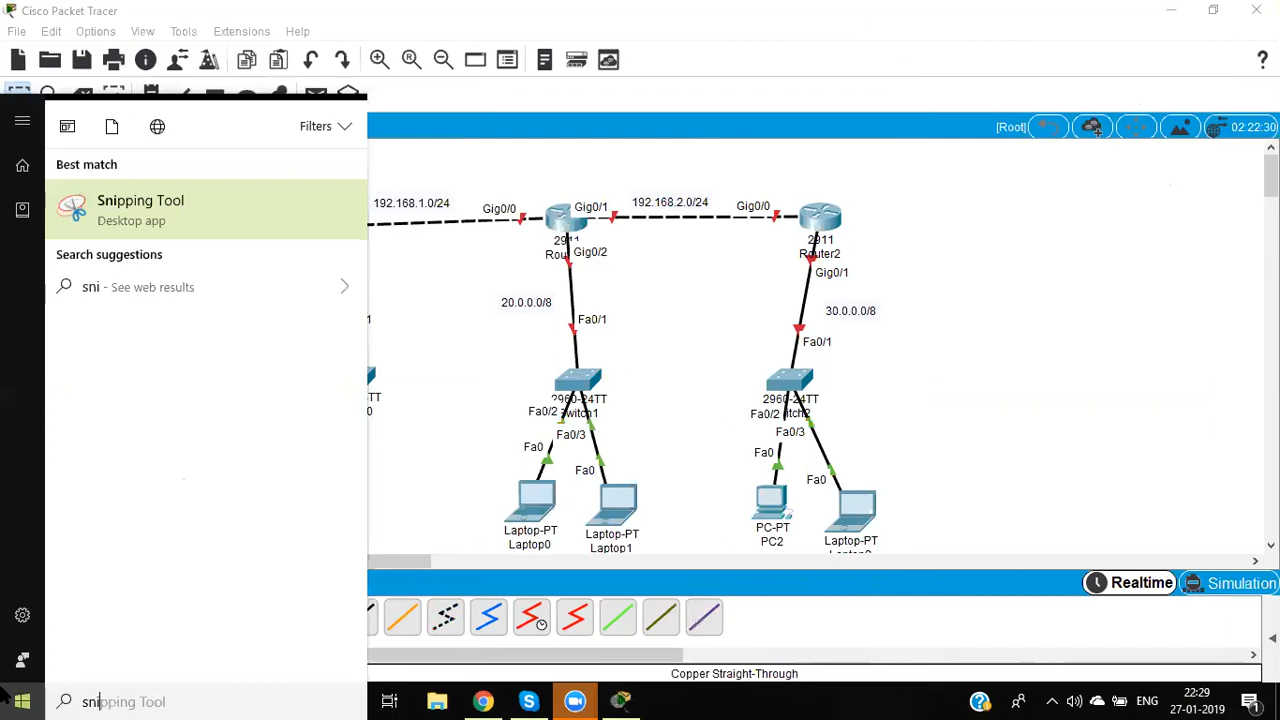 Cisco Packet Tracer
File Edit Options View Tools Extensions Help
Filters
[Root] 02:22:30
Best match
Snipping Tool
Desktop app
Search suggestions
sni - See web results
192.168.1.0/24
Gig0/0
Gig0/1
192.168.2.0/24
Gig0/0
2911
Gig0/2
2911
Router2
Gig0/1
20.0.0.0/8
30.0.0.0/8
Fa0/1
Fa0/1
2960-24TT
Fa0/2
Fa0/3
2960-24TT
Fa0/2
Fa0/3
Fa0
Fa0
Fa0
Fa0
Laptop-PT
Laptop0
Laptop-PT
Laptop1
PC-PT
PC2
Laptop-PT
Realtime
Simulation
Copper Straight-Through
snipping Tool
ENG
22:29
27-01-2019